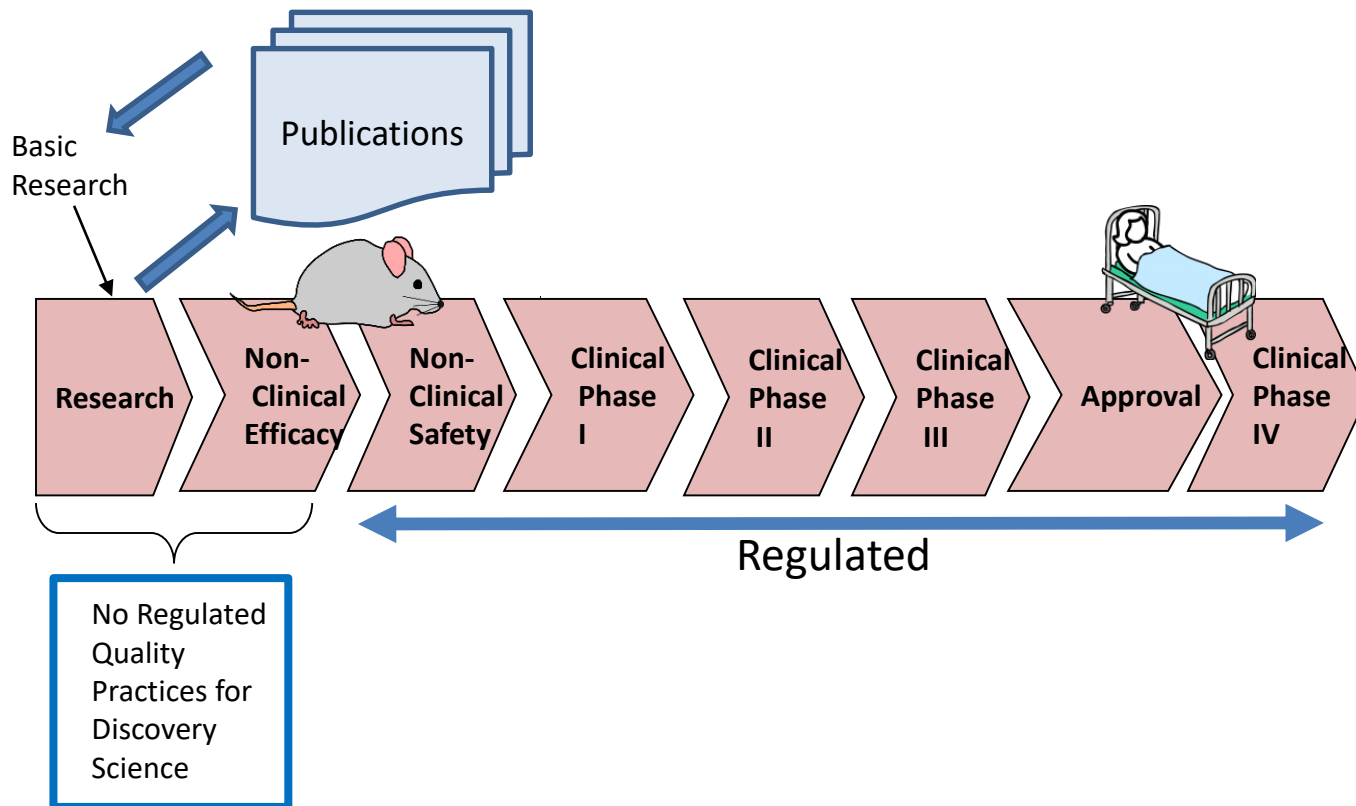 Publications
Basic
Research
Research
Non-
Clinical
Efficacy
Non-
Clinical
Safety
Clinical
Phase
I
Clinical
Phase
II
Clinical
Phase
III
Approval
Clinical
Phase
IV
Regulated
No Regulated
Quality
Practices for
Discovery
Science